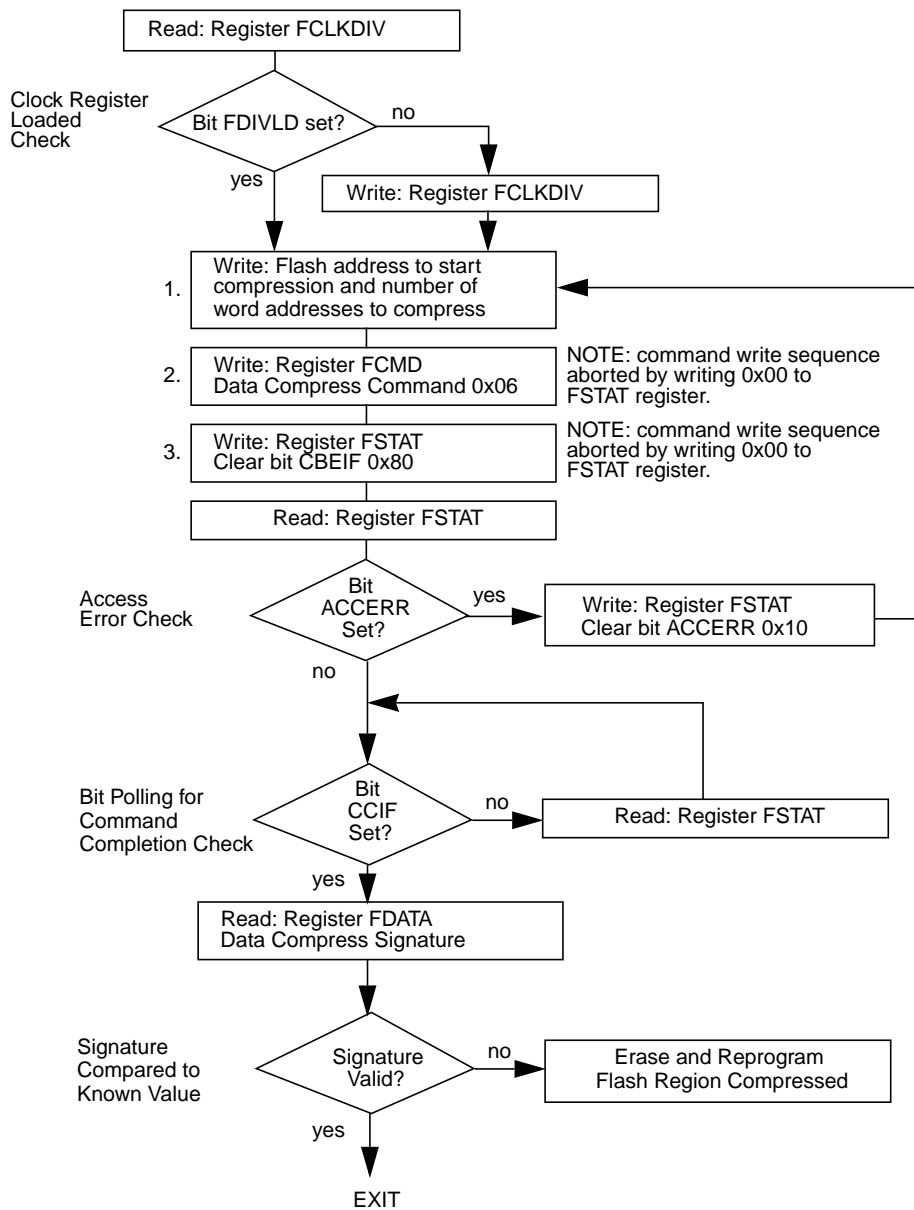 Read: Register FCLKDIV
Clock Register
Loaded
Check
Bit FDIVLD set?
no
yes
Write: Register FCLKDIV
1.
Write: Flash address to start
compression and number of
word addresses to compress
2.
Write: Register FCMD
Data Compress Command 0x06
NOTE: command write sequence
aborted by writing 0x00 to
FSTAT register.
3.
Write: Register FSTAT
Clear bit CBEIF 0x80
NOTE: command write sequence
aborted by writing 0x00 to
FSTAT register.
Read: Register FSTAT
Access
Error Check
Bit
ACCERR
Set?
yes
Write: Register FSTAT
Clear bit ACCERR 0x10
no
Bit Polling for
Command
Completion Check
Bit
CCIF
Set?
no
Read: Register FSTAT
yes
Read: Register FDATA
Data Compress Signature
Signature
Compared to
Known Value
Signature
Valid?
no
Erase and Reprogram
Flash Region Compressed
yes
EXIT